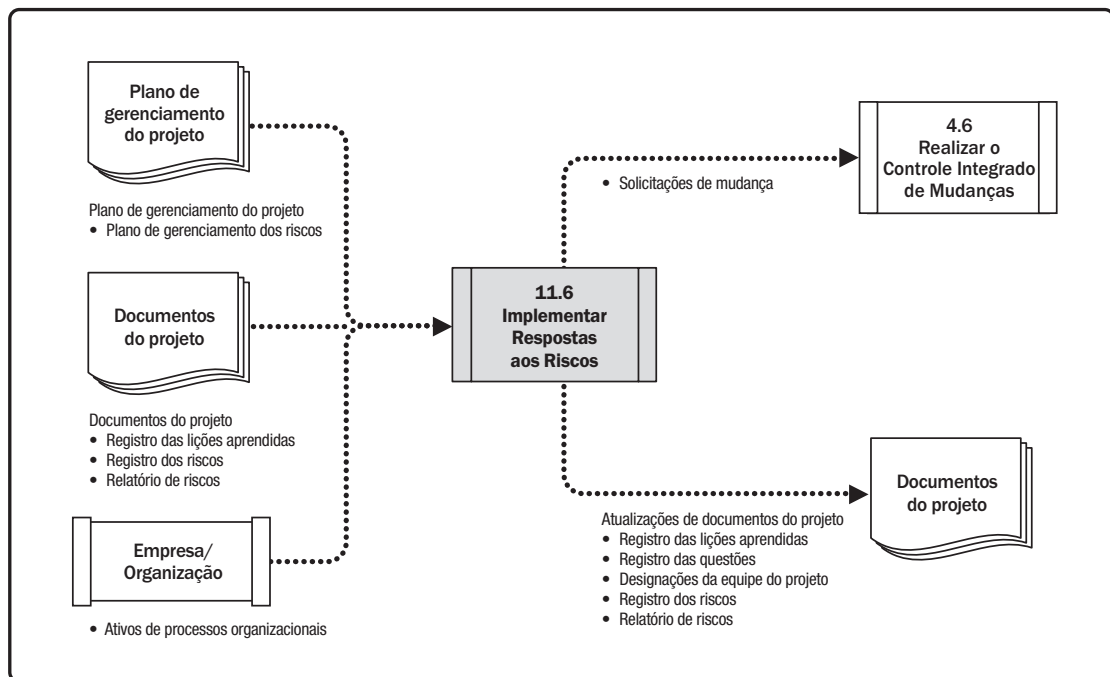 Plano de
gerenciamento
do projeto
Plano de gerenciamento do projeto
• Plano de gerenciamento dos riscos
Documentos
do projeto
Documentos do projeto
• Registro das lições aprendidas
• Registro dos riscos
• Relatório de riscos
Empresa/
Organização
• Ativos de processos organizacionais
11.6
Implementar
Respostas
aos Riscos
• Solicitações de mudança
4.6
Realizar o
Controle Integrado
de Mudanças
Documentos
do projeto
Atualizações de documentos do projeto
• Registro das lições aprendidas
• Registro das questões
• Designações da equipe do projeto
• Registro dos riscos
• Relatório de riscos